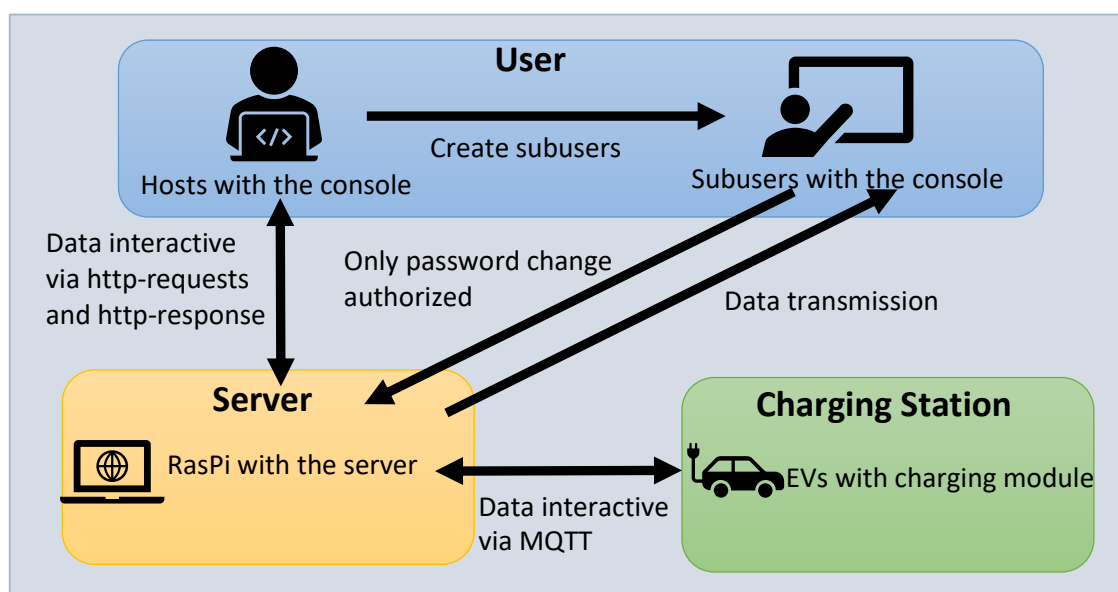 User
</>
Create subusers
Hosts with the console
Subusers with the console
Data interactive
via http-requests
and http-response
Only password change
authorized
Data transmission
Server
RasPi with the server
Charging Station
EVs with charging module
Data interactive
via MQTT